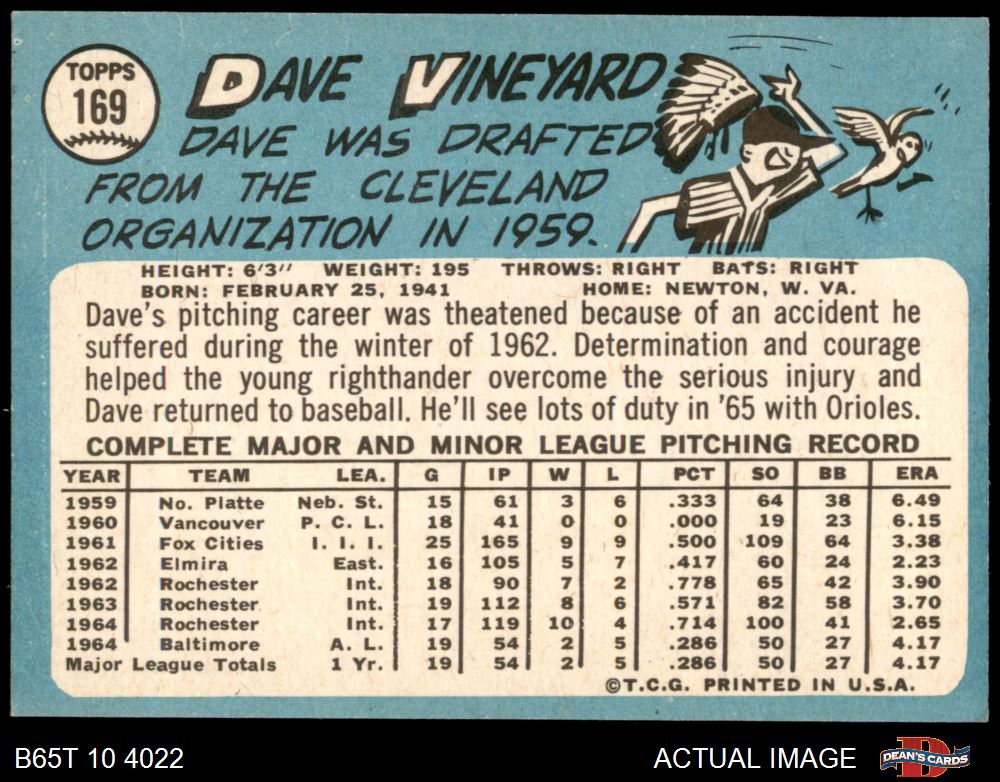 TOPPS
169
DAVE VINEYARD
DAVE WAS DRAFTED
FROM THE CLEVELAND
ORGANIZATION IN 1959.
HEIGHT: 6'3" WEIGHT: 195 THROWS: RIGHT BATS: RIGHT
BORN: FEBRUARY 25, 1941 HOME: NEWTON, W. VA.
Dave's pitching career was theatened because of an accident he
suffered during the winter of 1962. Determination and courage
helped the young righthander overcome the serious injury and
Dave returned to baseball. He'll see lots of duty in '65 with Orioles.
COMPLETE MAJOR AND MINOR LEAGUE PITCHING RECORD
YEAR TEAM LEA. G IP W L PCT SO BB ERA
1959 No. Platte Neb. St. 15 61 3 6 .333 64 38 6.49
1960 Vancouver P. C. L. 18 41 0 0 .000 19 23 6.15
1961 Fox Cities I. I. I. 25 165 9 9 .500 109 64 3.38
1962 Elmira East. 16 105 5 7 .417 60 24 2.23
1962 Rochester Int. 18 90 7 2 .778 65 42 3.90
1963 Rochester Int. 19 112 8 6 .571 82 58 3.70
1964 Rochester Int. 17 119 10 4 .714 100 41 2.65
1964 Baltimore A. L. 19 54 2 5 .286 50 27 4.17
Major League Totals 1 Yr. 19 54 2 5 .286 50 27 4.17
©T.C.G. PRINTED IN U.S.A.
B65T 10 4022 ACTUAL IMAGE DEAN'S CARDS